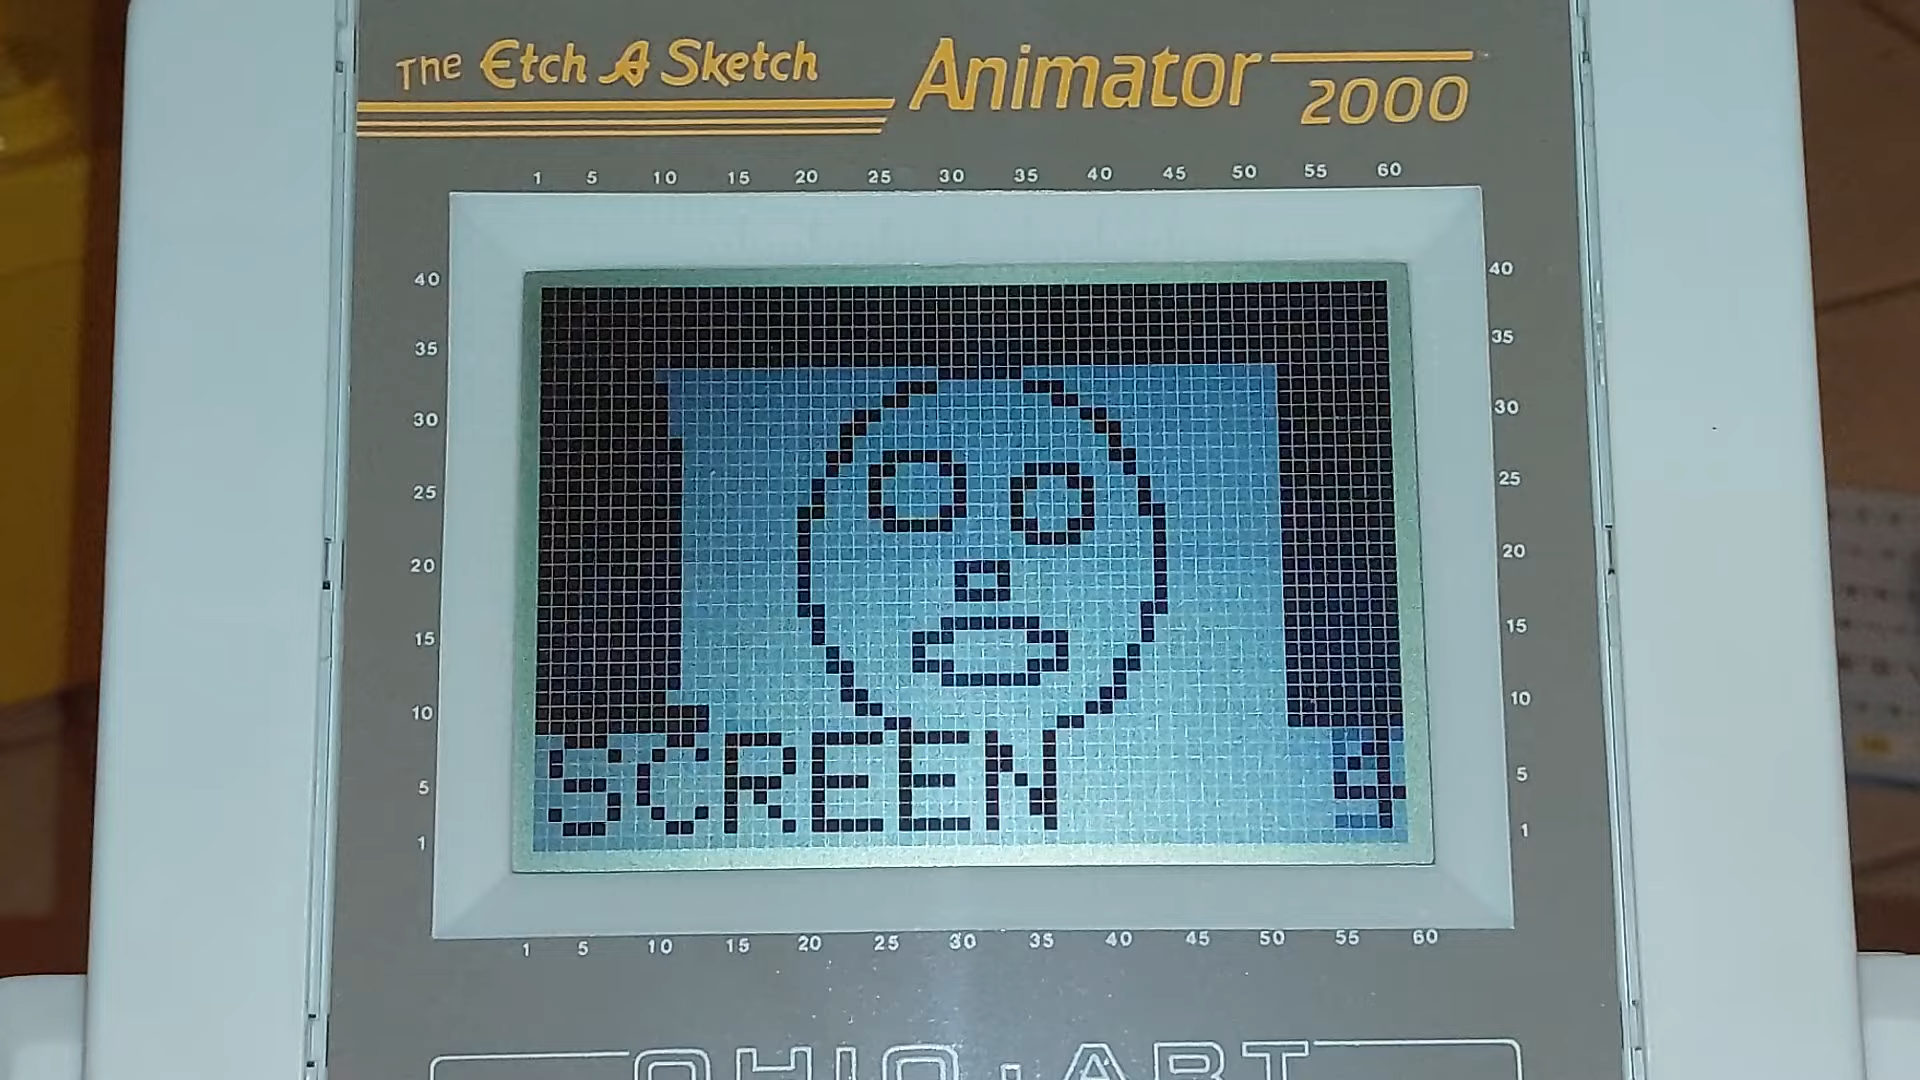 The Etch A Sketch Animator 2000
1 5 10 15 20 25 30 35 40 45 50 55 60
40 40
35 35
30 30
25 25
20 20
15 15
10 10
SCREEN 4
5 5
1 1
1 5 10 15 20 25 30 35 40 45 50 55 60
OHIO ART